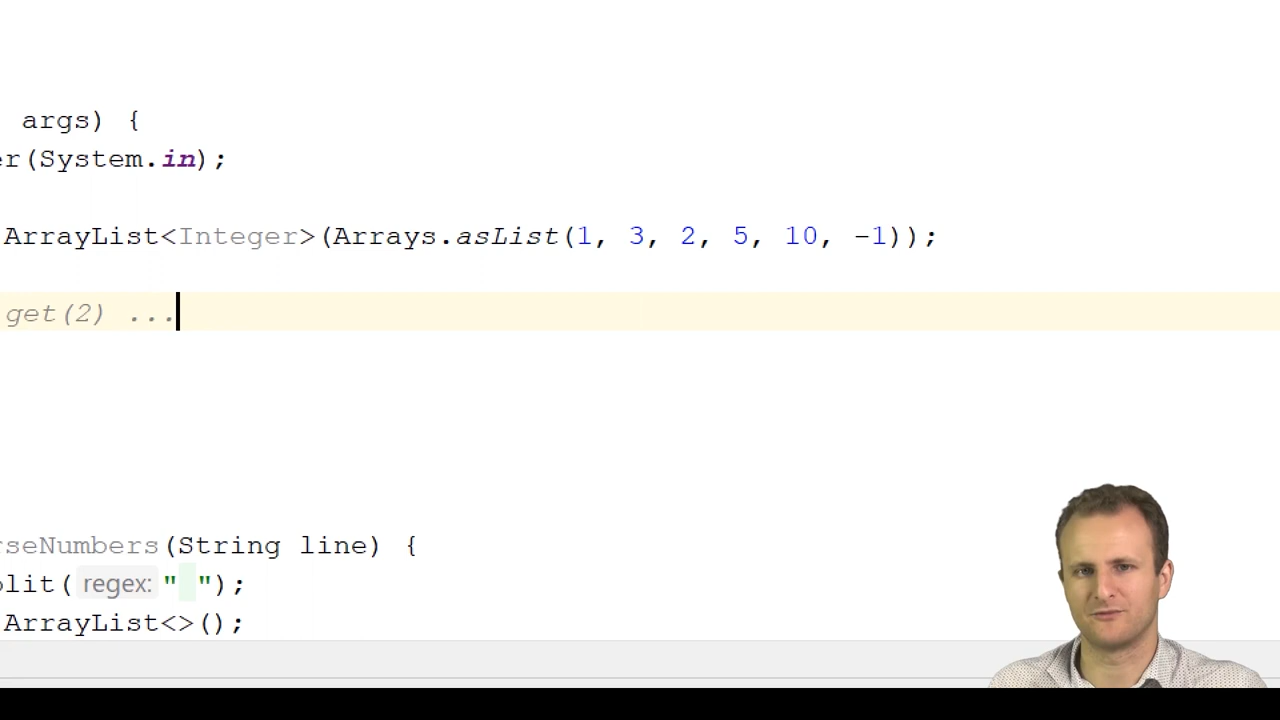 args) {
er(System.in);
ArrayList<Integer>(Arrays.asList(1, 3, 2, 5, 10, -1));
get(2) ...
rseNumbers(String line) {
plit( regex: " ");
ArrayList<>();